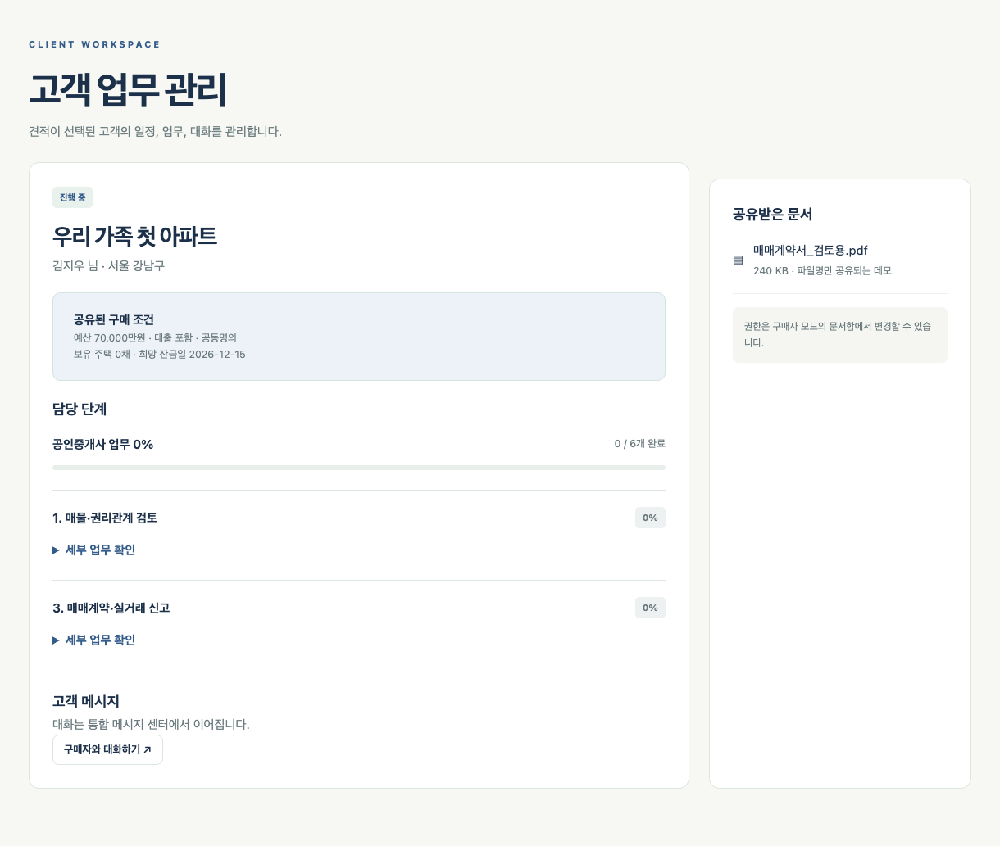 CLIENT WORKSPACE
고객 업무 관리
견적이 선택된 고객의 일정, 업무, 대화를 관리합니다.
진행 중
우리 가족 첫 아파트
김지우 님 · 서울 강남구
공유된 구매 조건
예산 70,000만원 · 대출 포함 · 공동명의
보유 주택 0채 · 희망 잔금일 2026-12-15
담당 단계
공인중개사 업무 0%
0 / 6개 완료
1. 매물·권리관계 검토
0%
▶ 세부 업무 확인
3. 매매계약·실거래 신고
0%
▶ 세부 업무 확인
고객 메시지
대화는 통합 메시지 센터에서 이어집니다.
구매자와 대화하기 ↗
공유받은 문서
매매계약서_검토용.pdf
240 KB · 파일명만 공유되는 데모
권한은 구매자 모드의 문서함에서 변경할 수 있습
니다.